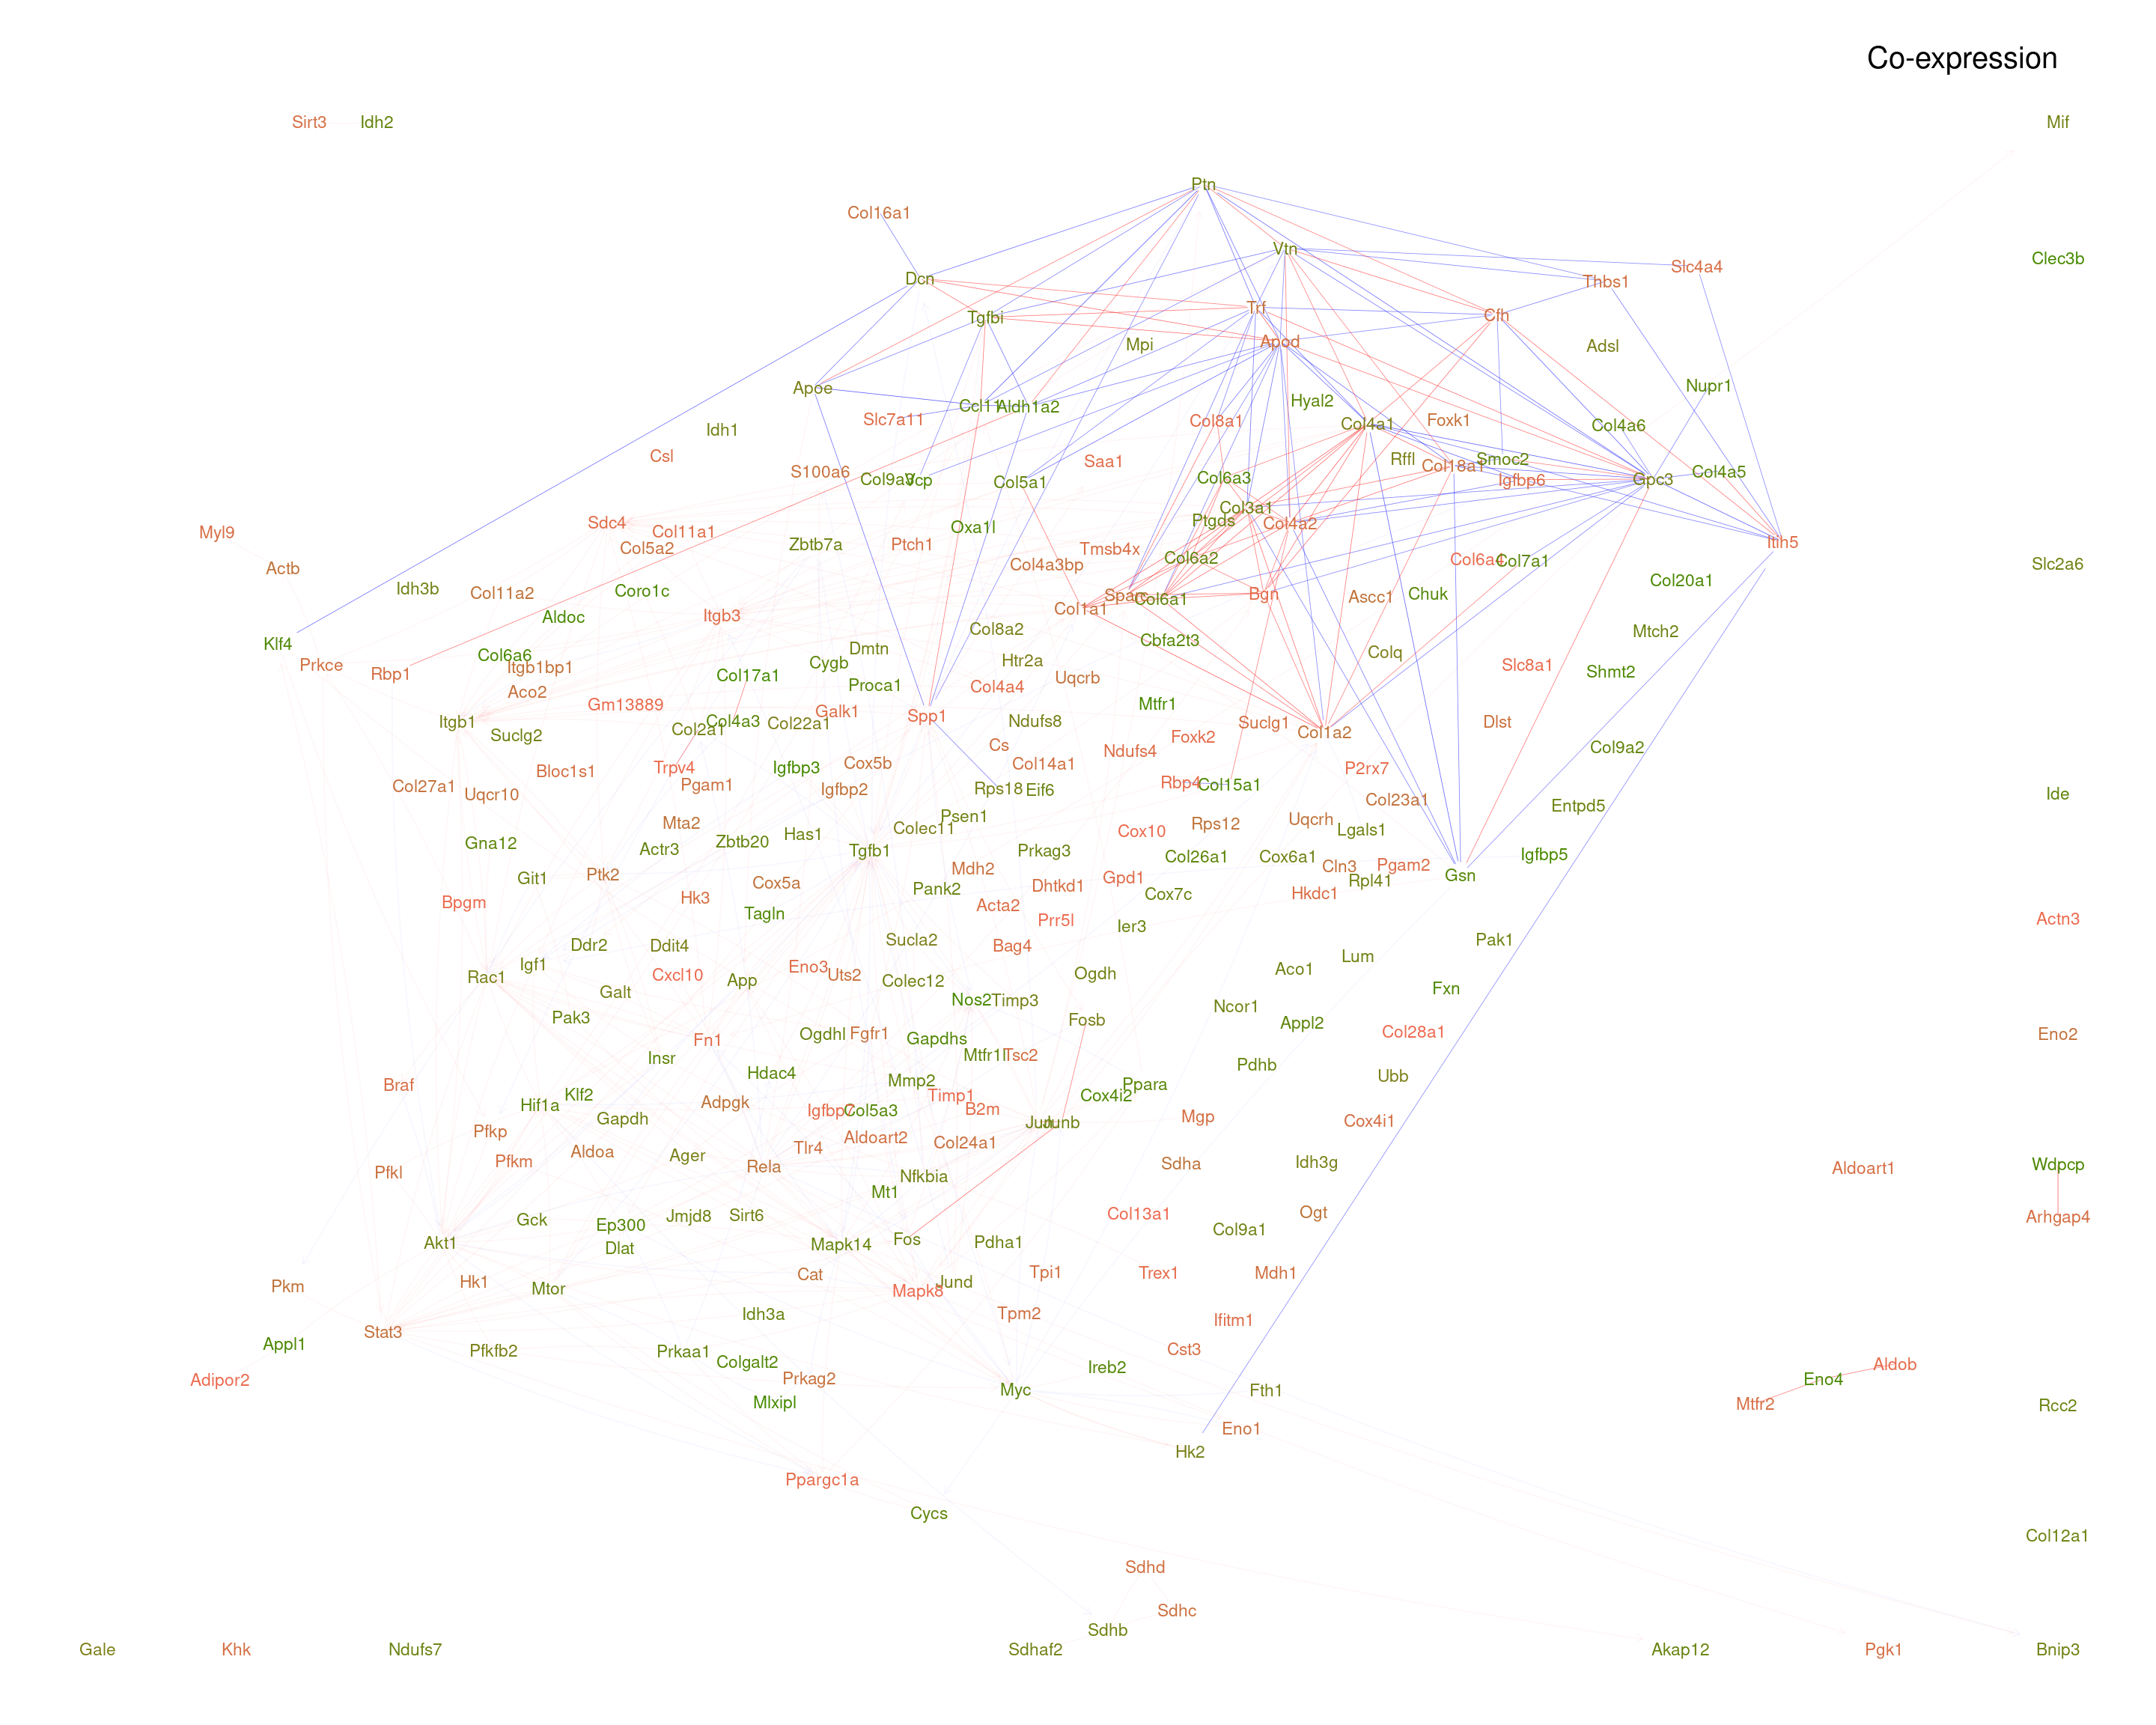 Co-expression
Sirt3
Idh2
Mif
Ptn
Col16a1
Vtn
Clec3b
Slc4a4
Dcn
Thbs1
Trf
Cfh
Tgfbi
Apod
Mpi
Adsl
Apoe
Nupr1
Hyal2
Ccl11
Aldh1a2
Slc7a11
Col8a1
Foxk1
Col4a1
Col4a6
Idh1
Csl
Saa1
Rffl
Smoc2
Col18a1
S100a6
Col4a5
Col9a3
Vcp
Col5a1
Col6a3
Igfbp6
Gpc3
Col3a1
Sdc4
Ptgds
Col4a2
Oxa1l
Myl9
Col11a1
Itih5
Zbtb7a
Ptch1
Col5a2
Tmsb4x
Col6a2
Col6a4
Col7a1
Col4a3bp
Slc2a6
Actb
Col20a1
Idh3b
Coro1c
Col11a2
Sparc
Col6a1
Bgn
Ascc1
Chuk
Col1a1
Aldoc
Itgb3
Col8a2
Mtch2
Cbfa2t3
Klf4
Dmtn
Colq
Col6a6
Cygb
Htr2a
Prkce
Itgb1bp1
Slc8a1
Rbp1
Col17a1
Uqcrb
Shmt2
Proca1
Col4a4
Aco2
Gm13889
Mtfr1
Galk1
Spp1
Itgb1
Col4a3
Col22a1
Ndufs8
Suclg1
Dlst
Col2a1
Col1a2
Suclg2
Foxk2
Cs
Col9a2
Ndufs4
Bloc1s1
Trpv4
Igfbp3
Cox5b
Col14a1
P2rx7
Col27a1
Pgam1
Igfbp2
Rbp4
Col15a1
Uqcr10
Rps18
Eif6
Ide
Col23a1
Entpd5
Psen1
Mta2
Colec11
Rps12
Uqcrh
Lgals1
Cox10
Has1
Gna12
Actr3
Zbtb20
Tgfb1
Prkag3
Col26a1
Cox6a1
Igfbp5
Mdh2
Cln3
Pgam2
Git1
Ptk2
Cox5a
Gpd1
Rpl41
Gsn
Pank2
Dhtkd1
Cox7c
Hkdc1
Bpgm
Hk3
Acta2
Tagln
Prr5l
Actn3
Ier3
Ddr2
Ddit4
Sucla2
Bag4
Pak1
Lum
Igf1
Eno3
Rac1
Cxcl10
App
Uts2
Colec12
Ogdh
Aco1
Galt
Fxn
Nos2
Timp3
Ncor1
Pak3
Fosb
Appl2
Ogdhl
Fgfr1
Gapdhs
Col28a1
Eno2
Fn1
Insr
Mtfr1l
Tsc2
Pdhb
Hdac4
Mmp2
Ubb
Braf
Ppara
Klf2
Timp1
Cox4i2
Hif1a
Adpgk
Igfbp7
Col5a3
B2m
Gapdh
Jun
Junb
Mgp
Cox4i1
Pfkp
Aldoart2
Col24a1
Aldoa
Tlr4
Pfkm
Ager
Rela
Sdha
Idh3g
Aldoart1
Wdpcp
Pfkl
Nfkbia
Mt1
Gck
Jmjd8
Sirt6
Col13a1
Ogt
Arhgap4
Ep300
Col9a1
Akt1
Dlat
Mapk14
Fos
Pdha1
Hk1
Cat
Tpi1
Trex1
Mdh1
Pkm
Mtor
Mapk8
Jund
Idh3a
Tpm2
Ifitm1
Stat3
Appl1
Pfkfb2
Prkaa1
Cst3
Colgalt2
Ireb2
Aldob
Adipor2
Prkag2
Eno4
Myc
Fth1
Mlxipl
Mtfr2
Rcc2
Eno1
Hk2
Ppargc1a
Cycs
Col12a1
Sdhd
Sdhc
Sdhb
Gale
Khk
Ndufs7
Sdhaf2
Akap12
Pgk1
Bnip3